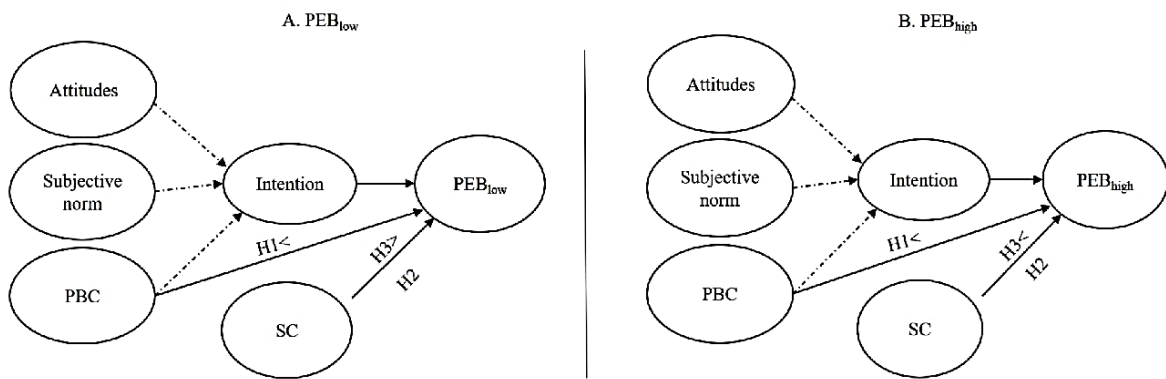 A. PEBlow
Attitudes
Subjective
norm
Intention
PEBlow
PBC
SC
H1<
H3>
H2
B. PEBhigh
Attitudes
Subjective
norm
Intention
PEBhigh
PBC
SC
H1<
H3<
H2